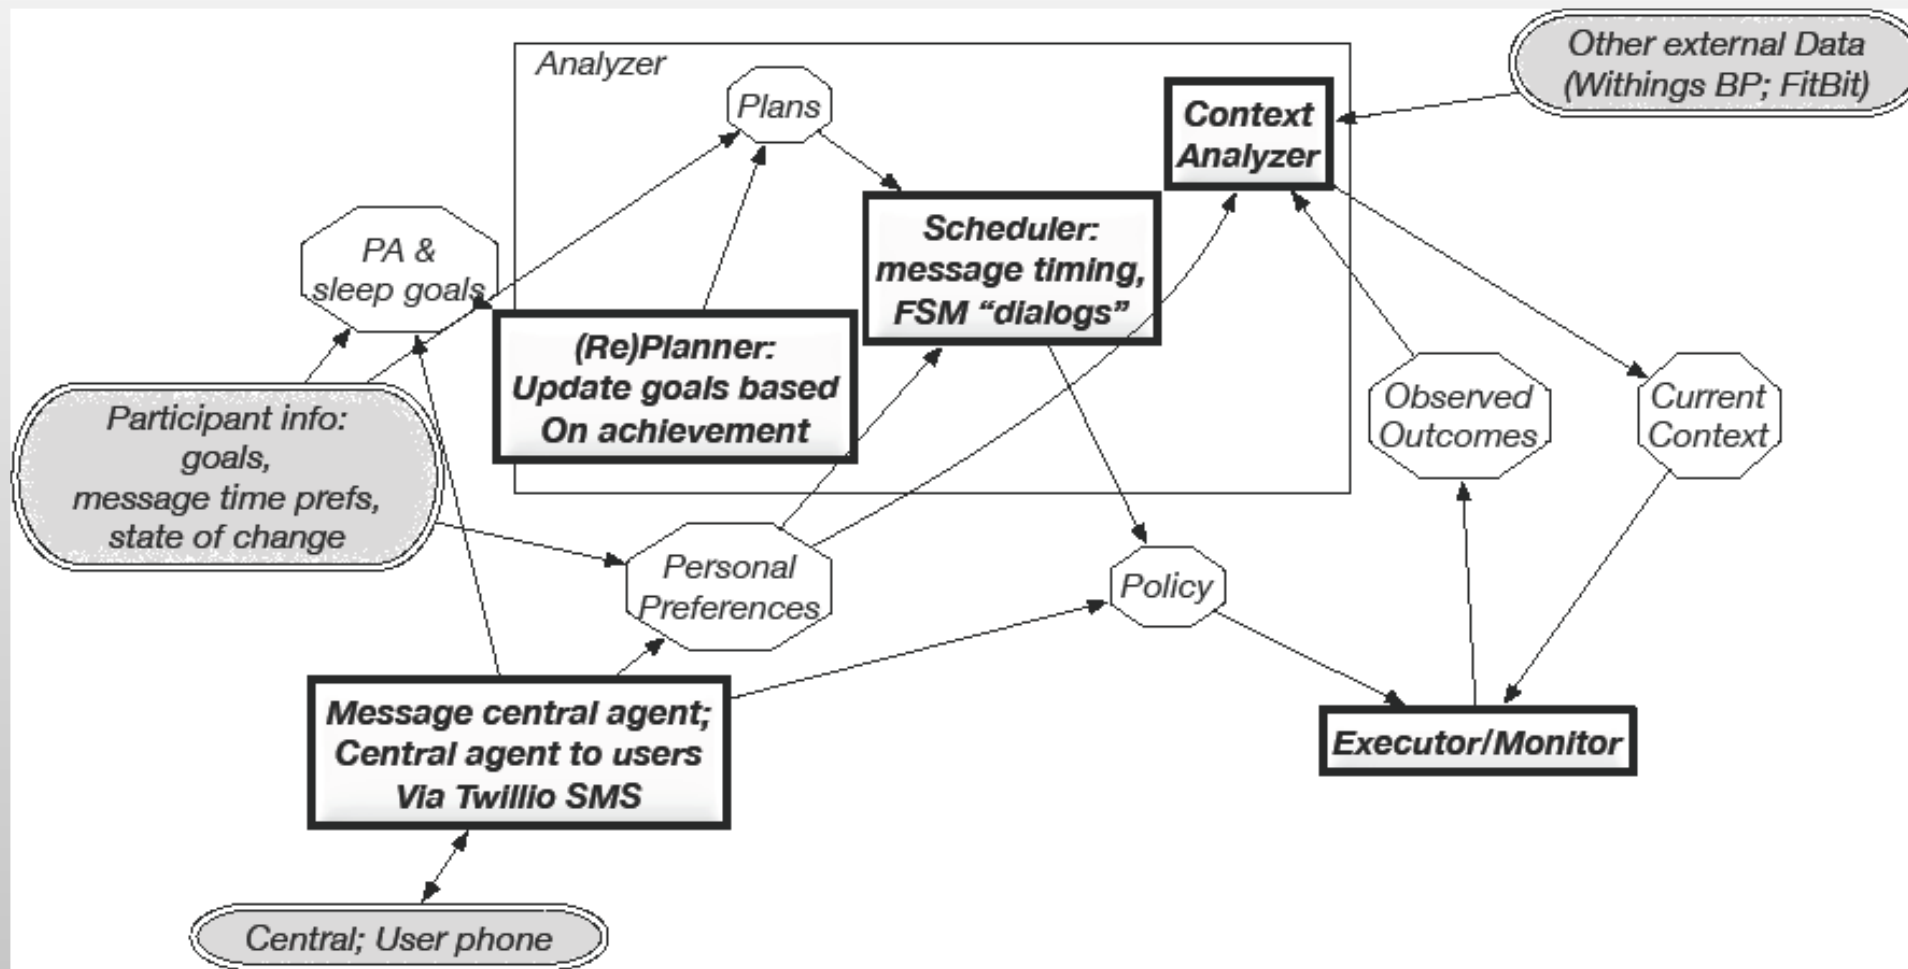 Other external Data
(Withings BP; FitBit)
Analyzer
Plans
Context
Analyzer
Scheduler:
message timing,
FSM “dialogs”
PA &
sleep goals
(Re)Planner:
Update goals based
On achievement
Participant info:
goals,
message time prefs,
state of change
Observed
Outcomes
Current
Context
Personal
Preferences
Policy
Message central agent;
Central agent to users
Via Twillio SMS
Executor/Monitor
Central; User phone